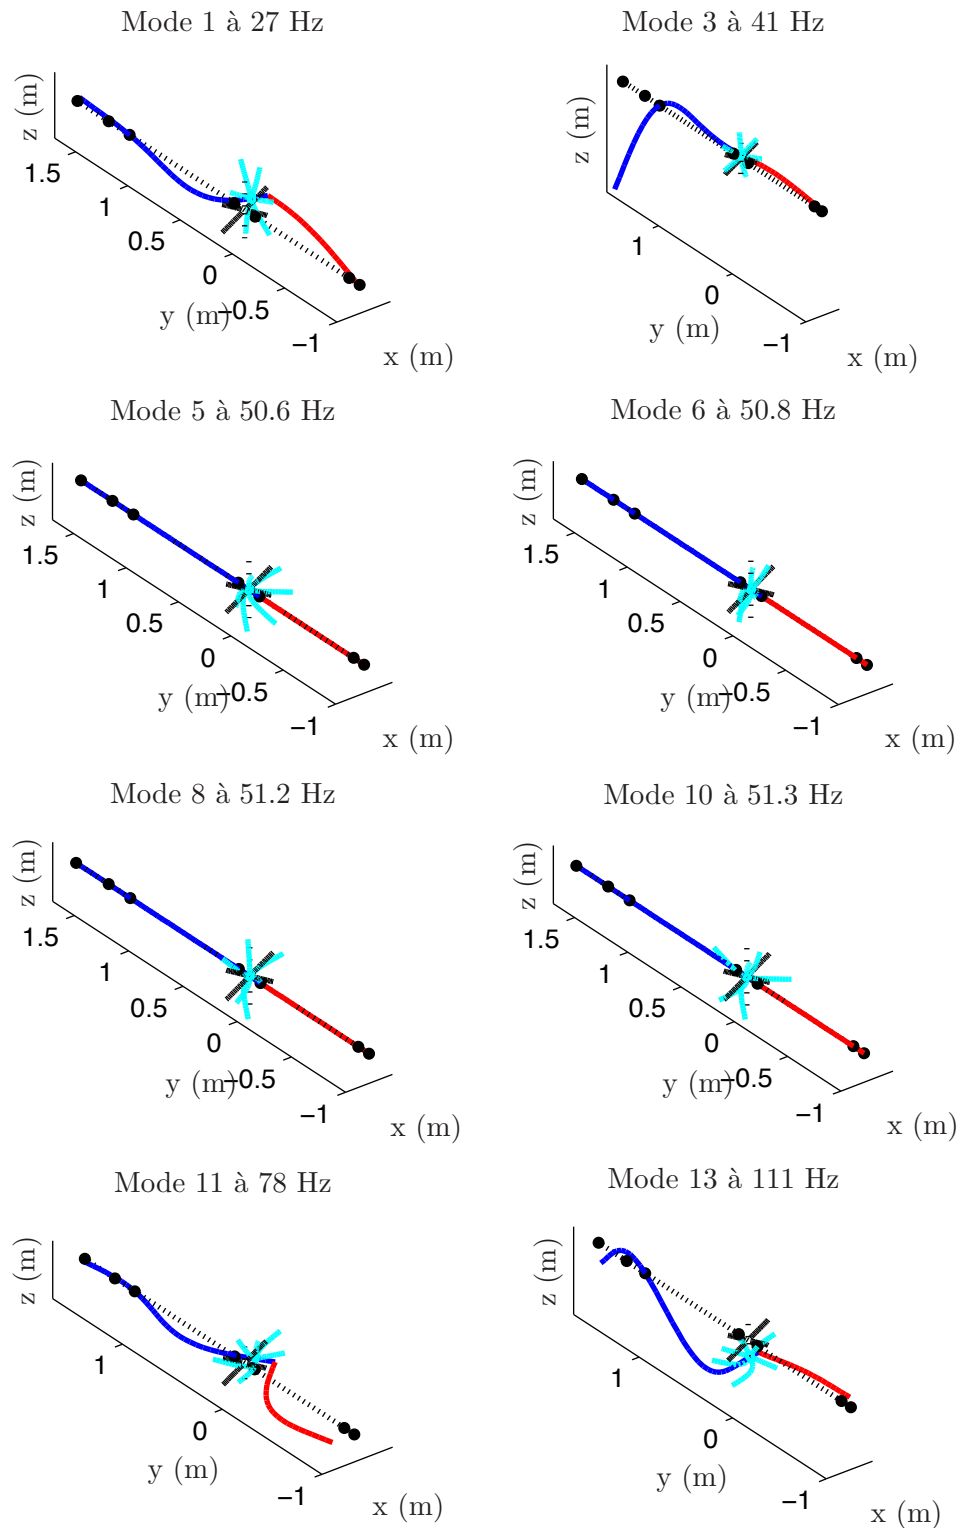 Mode 1 à 27 Hz
z (m)
1.5
1
0.5
0
−0.5
−1
y (m)
x (m)
Mode 3 à 41 Hz
z (m)
1
0
−1
y (m)
x (m)
Mode 5 à 50.6 Hz
z (m)
1.5
1
0.5
0
−0.5
−1
y (m)
x (m)
Mode 6 à 50.8 Hz
z (m)
1.5
1
0.5
0
−0.5
−1
y (m)
x (m)
Mode 8 à 51.2 Hz
z (m)
1.5
1
0.5
0
−0.5
−1
y (m)
x (m)
Mode 10 à 51.3 Hz
z (m)
1.5
1
0.5
0
−0.5
−1
y (m)
x (m)
Mode 11 à 78 Hz
z (m)
1
0
−1
y (m)
x (m)
Mode 13 à 111 Hz
z (m)
1
0
−1
y (m)
x (m)